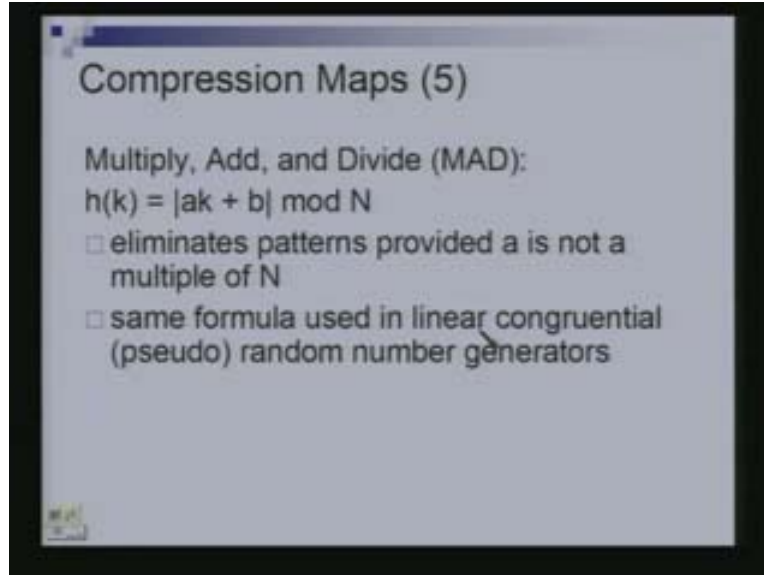 Compression Maps (5)
Multiply, Add, and Divide (MAD):
h(k) = |ak + b| mod N
eliminates patterns provided a is not a
multiple of N
same formula used in linear congruential
(pseudo) random number generators